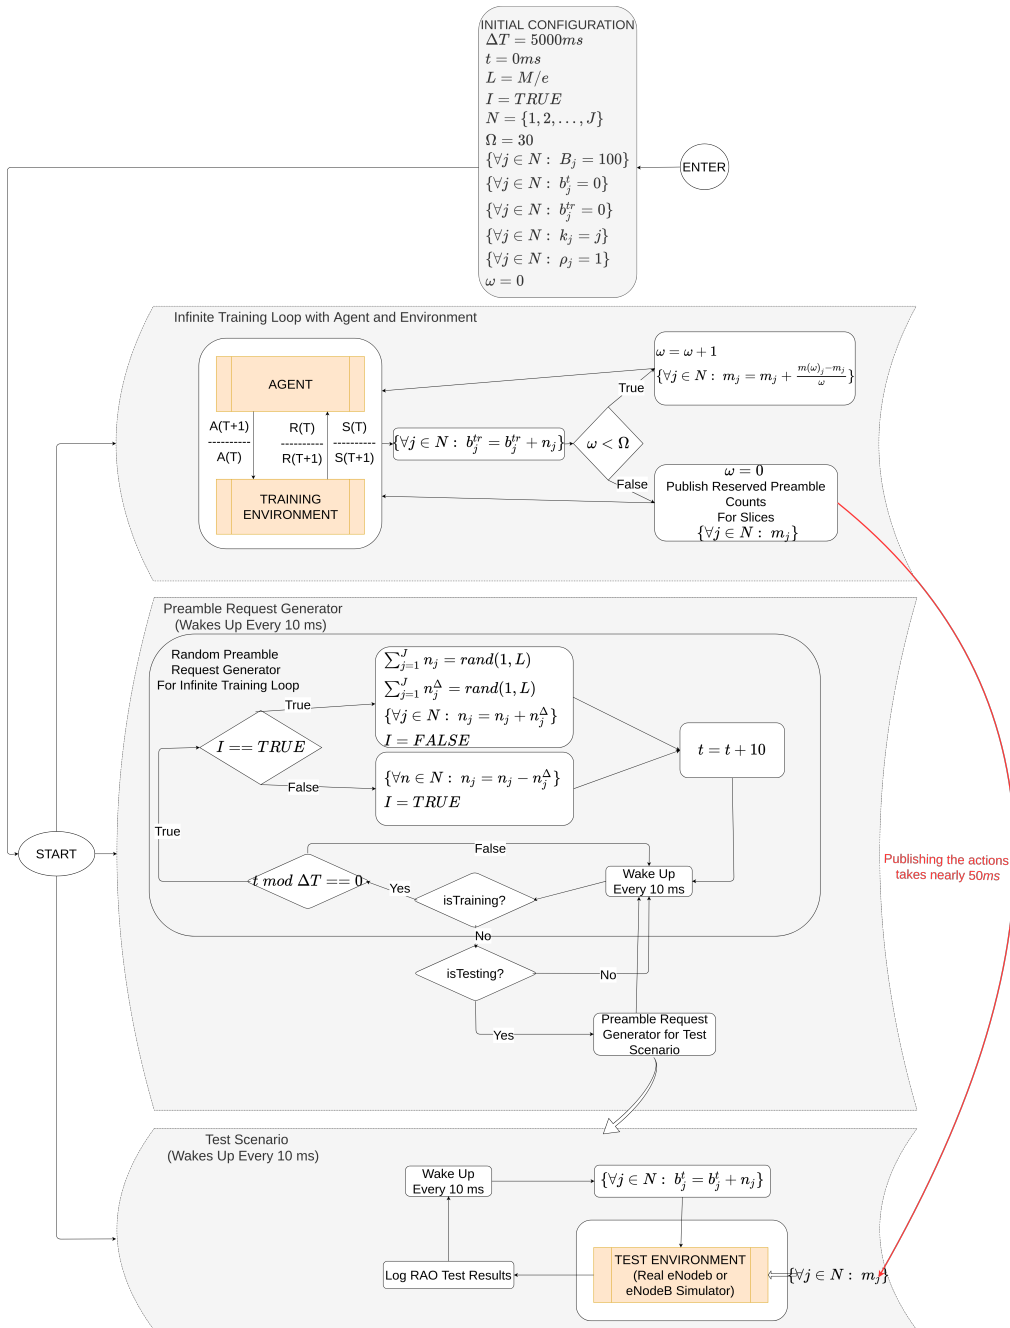 INITIAL CONFIGURATION
ΔT = 5000ms
t = 0ms
L = M/e
I = TRUE
N = {1, 2, . . . , J}
Ω = 30
{∀j ∈ N : B_j = 100}
{∀j ∈ N : b_j^t = 0}
{∀j ∈ N : b_j^{tr} = 0}
{∀j ∈ N : k_j = j}
{∀j ∈ N : ρ_j = 1}
ω = 0
ENTER
Infinite Training Loop with Agent and Environment
AGENT
A(T+1)
----------
A(T)
R(T)
----------
R(T+1)
S(T)
----------
S(T+1)
TRAINING
ENVIRONMENT
{∀j ∈ N : b_j^{tr} = b_j^{tr} + n_j}
ω < Ω
True
ω = ω + 1
{∀j ∈ N : m_j = m_j + \frac{m(ω)_j − m_j}{ω}}
False
ω = 0
Publish Reserved Preamble
Counts
For Slices
{∀j ∈ N : m_j}
Preamble Request Generator
(Wakes Up Every 10 ms)
Random Preamble
Request Generator
For Infinite Training Loop
True
I == TRUE
False
∑_{j=1}^J n_j = rand(1, L)
∑_{j=1}^J n_j^Δ = rand(1, L)
{∀j ∈ N : n_j = n_j + n_j^Δ}
I = FALSE
{∀n ∈ N : n_j = n_j − n_j^Δ}
I = TRUE
t = t + 10
True
False
t mod ΔT == 0
Yes
isTraining?
Wake Up
Every 10 ms
No
isTesting?
No
Yes
Preamble Request
Generator for Test
Scenario
START
Publishing the actions
takes nearly 50ms
Test Scenario
(Wakes Up Every 10 ms)
Wake Up
Every 10 ms
{∀j ∈ N : b_j^t = b_j^t + n_j}
Log RAO Test Results
TEST ENVIRONMENT
(Real eNodeb or
eNodeB Simulator)
{∀j ∈ N : m_j}